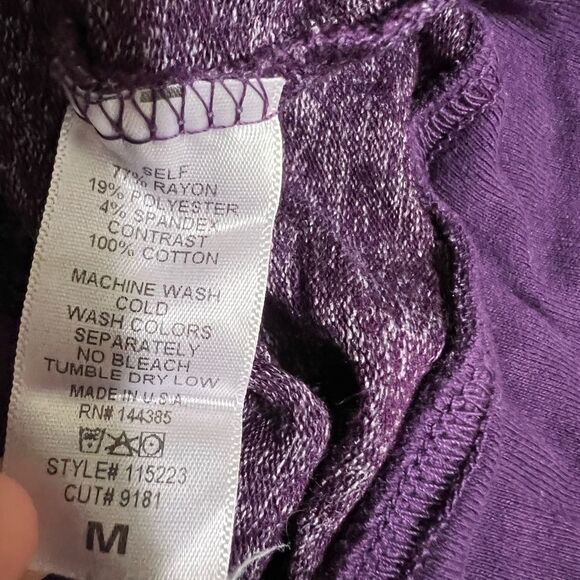 SELF
77% RAYON
19% POLYESTER
4% SPANDEX
CONTRAST
100% COTTON
MACHINE WASH
COLD
WASH COLORS
SEPARATELY
NO BLEACH
TUMBLE DRY LOW
MADE IN U.S.A.
RN# 144385
STYLE# 115223
CUT# 9181
M